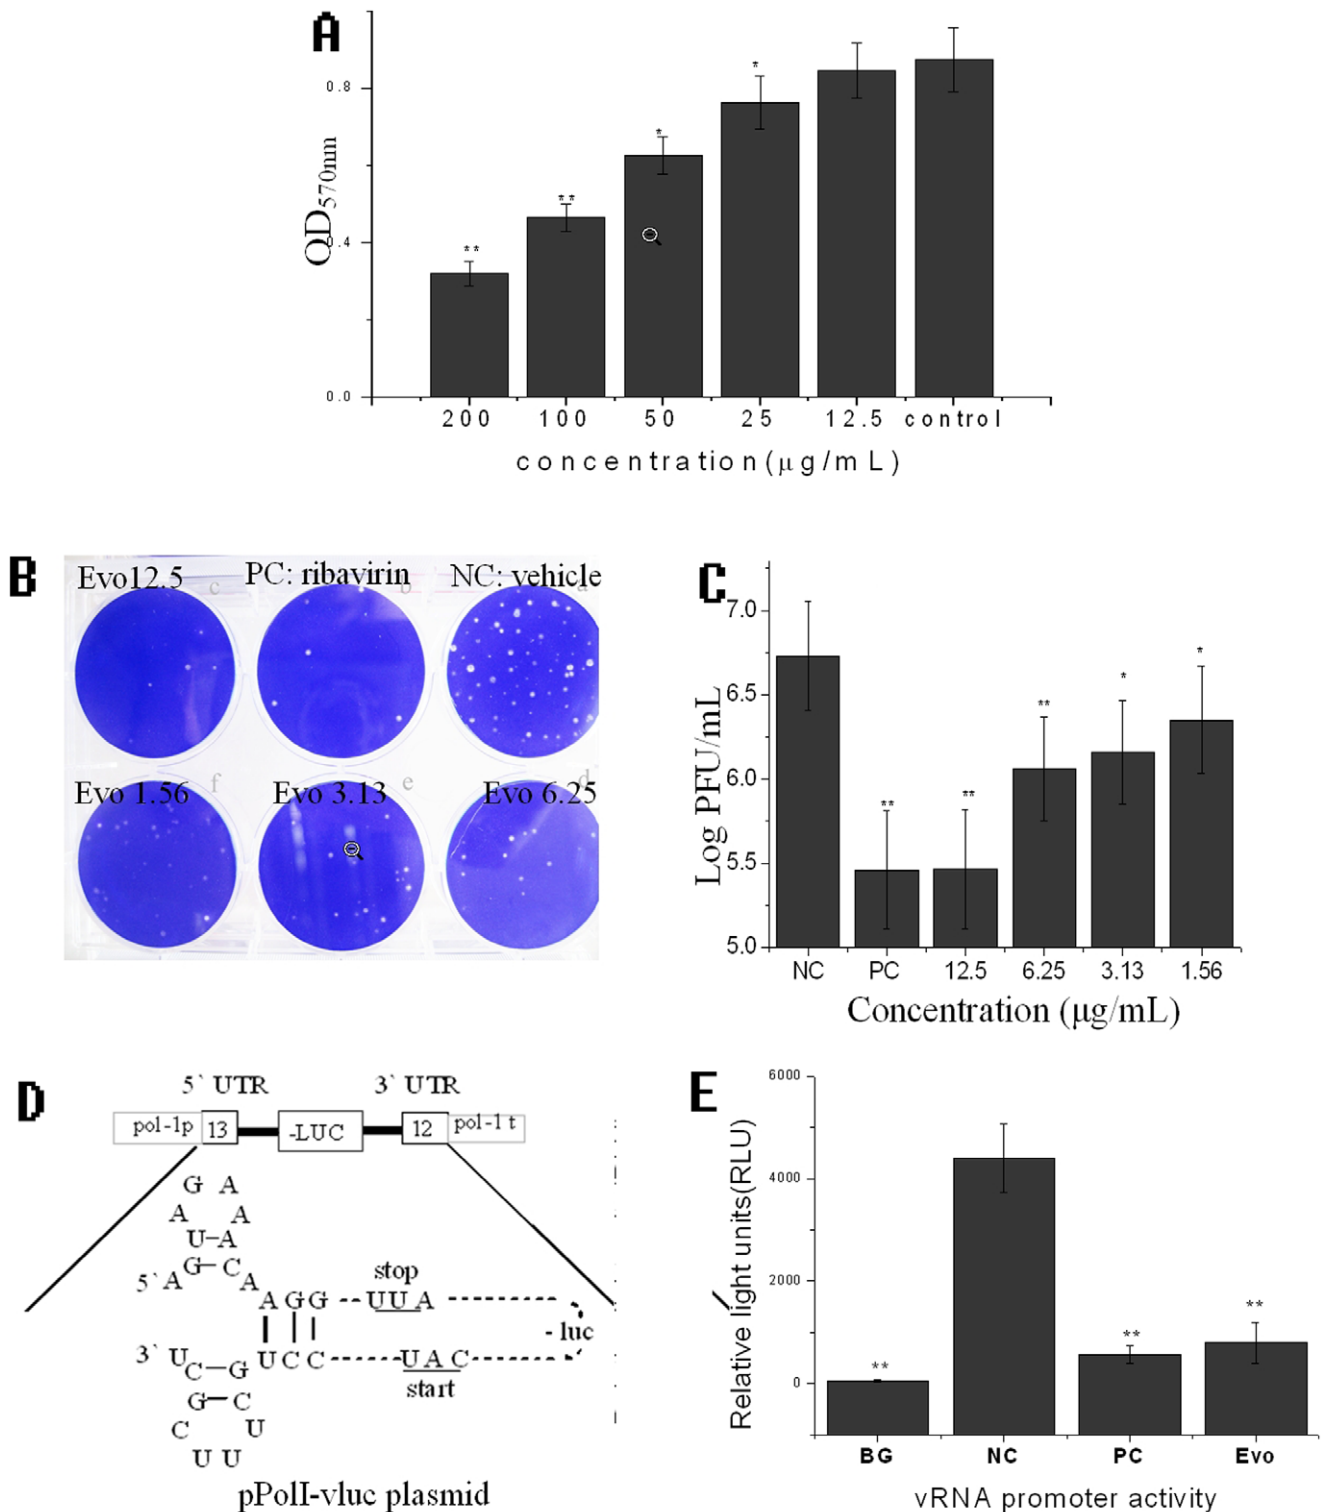 A
0.8
0.4
0.0
OD570nm
**
**
*
*
200 100 50 25 12.5 control
concentration(μg/mL)
B
Evo12.5 PC: ribavirin NC: vehicle
c b a
Evo 1.56 Evo 3.13 Evo 6.25
f e d
C
7.0
6.5
6.0
5.5
5.0
Log PFU/mL
**
**
**
*
*
NC PC 12.5 6.25 3.13 1.56
Concentration (μg/mL)
D
5` UTR 3` UTR
pol-1p 13 -LUC 12 pol-1 t
G A
A A
U–A
5`A G–C A
A G G UUA
stop
- luc
3` U C–G U C C UAC
start
G–C
C U
U U
pPolI-vluc plasmid
E
6000
4000
2000
0
Relative light units(RLU)
**
**
**
BG NC PC Evo
vRNA promoter activity